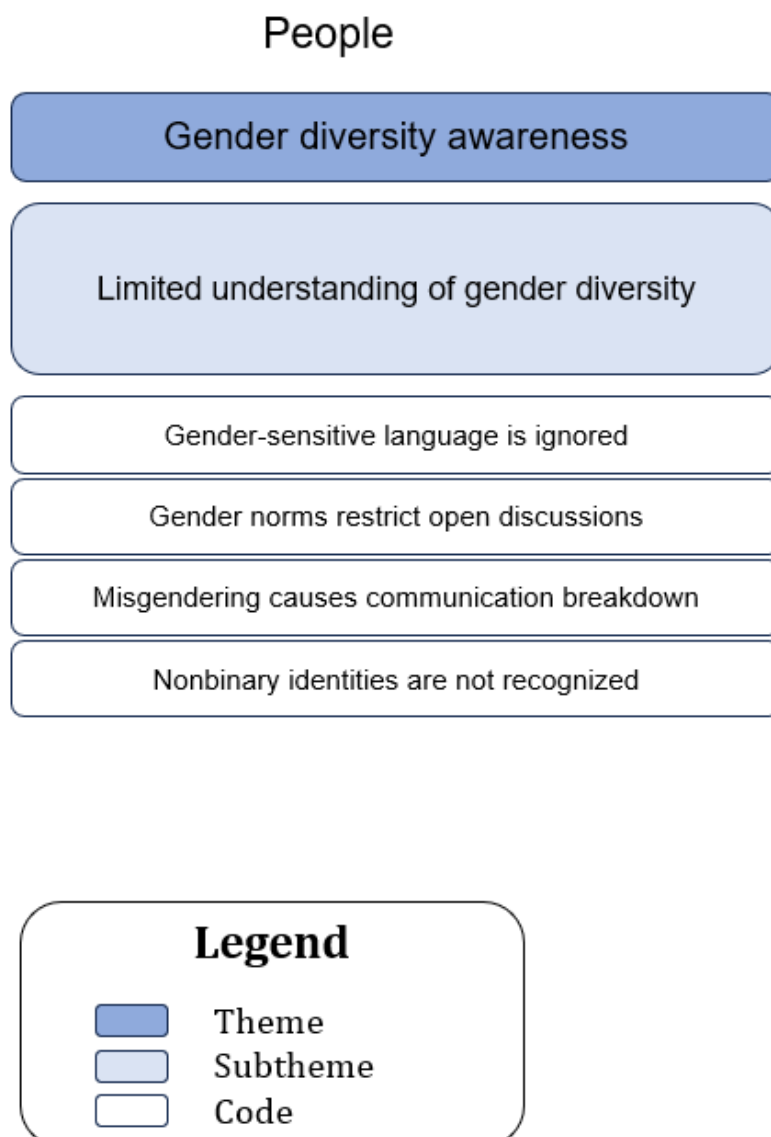 People
Gender diversity awareness
Limited understanding of gender diversity
Gender-sensitive language is ignored
Gender norms restrict open discussions
Misgendering causes communication breakdown
Nonbinary identities are not recognized
Legend
Theme
Subtheme
Code